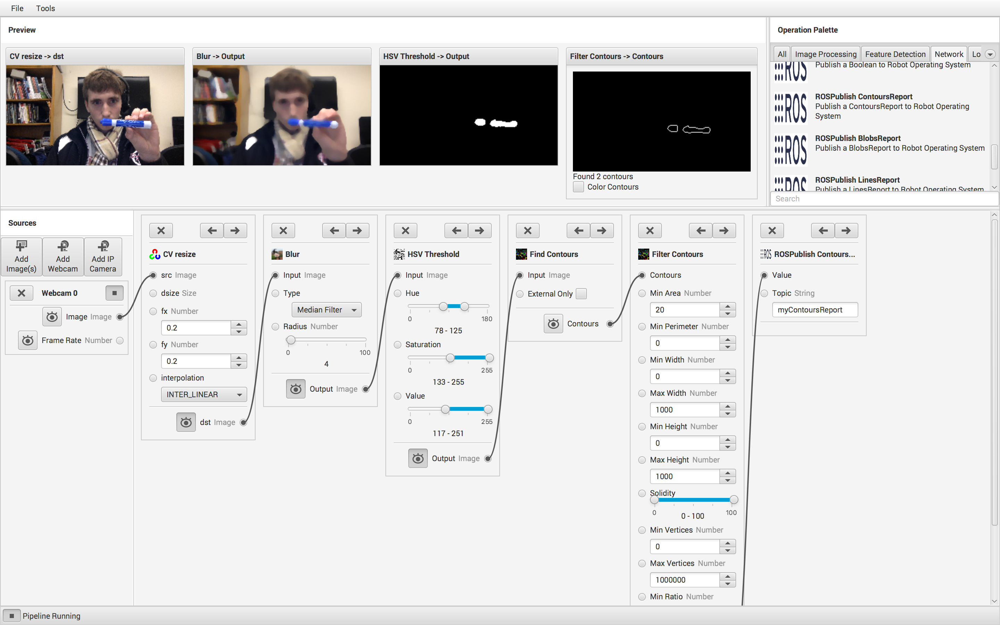 File Tools
Preview
CV resize -> dst
Blur -> Output
HSV Threshold -> Output
Filter Contours -> Contours
Found 2 contours
Color Contours
Operation Palette
All Image Processing Feature Detection Network Lo
ROS
Publish a Boolean to Robot Operating System
ROS
ROSPublish ContoursReport
Publish a ContoursReport to Robot Operating
System
ROS
ROSPublish BlobsReport
Publish a BlobsReport to Robot Operating System
ROS
ROSPublish LinesReport
Publish a LinesReport to Robot Operating System
Search
Sources
Add
Image(s)
Add
Webcam
Add IP
Camera
Webcam 0
Image Image
Frame Rate Number
CV resize
src Image
dsize Size
fx Number
0.2
fy Number
0.2
interpolation
INTER_LINEAR
dst Image
Blur
Input Image
Type
Median Filter
Radius Number
0 100
4
Output Image
HSV Threshold
Input Image
Hue
0 180
78 - 125
Saturation
0 255
133 - 255
Value
0 255
117 - 251
Output Image
Find Contours
Input Image
External Only
Contours
Filter Contours
Contours
Min Area Number
20
Min Perimeter Number
0
Min Width Number
0
Max Width Number
1000
Min Height Number
0
Max Height Number
1000
Solidity
0 100
0 - 100
Min Vertices Number
0
Max Vertices Number
1000000
Min Ratio Number
ROS ROSPublish Contours...
Value
Topic String
myContoursReport
Pipeline Running